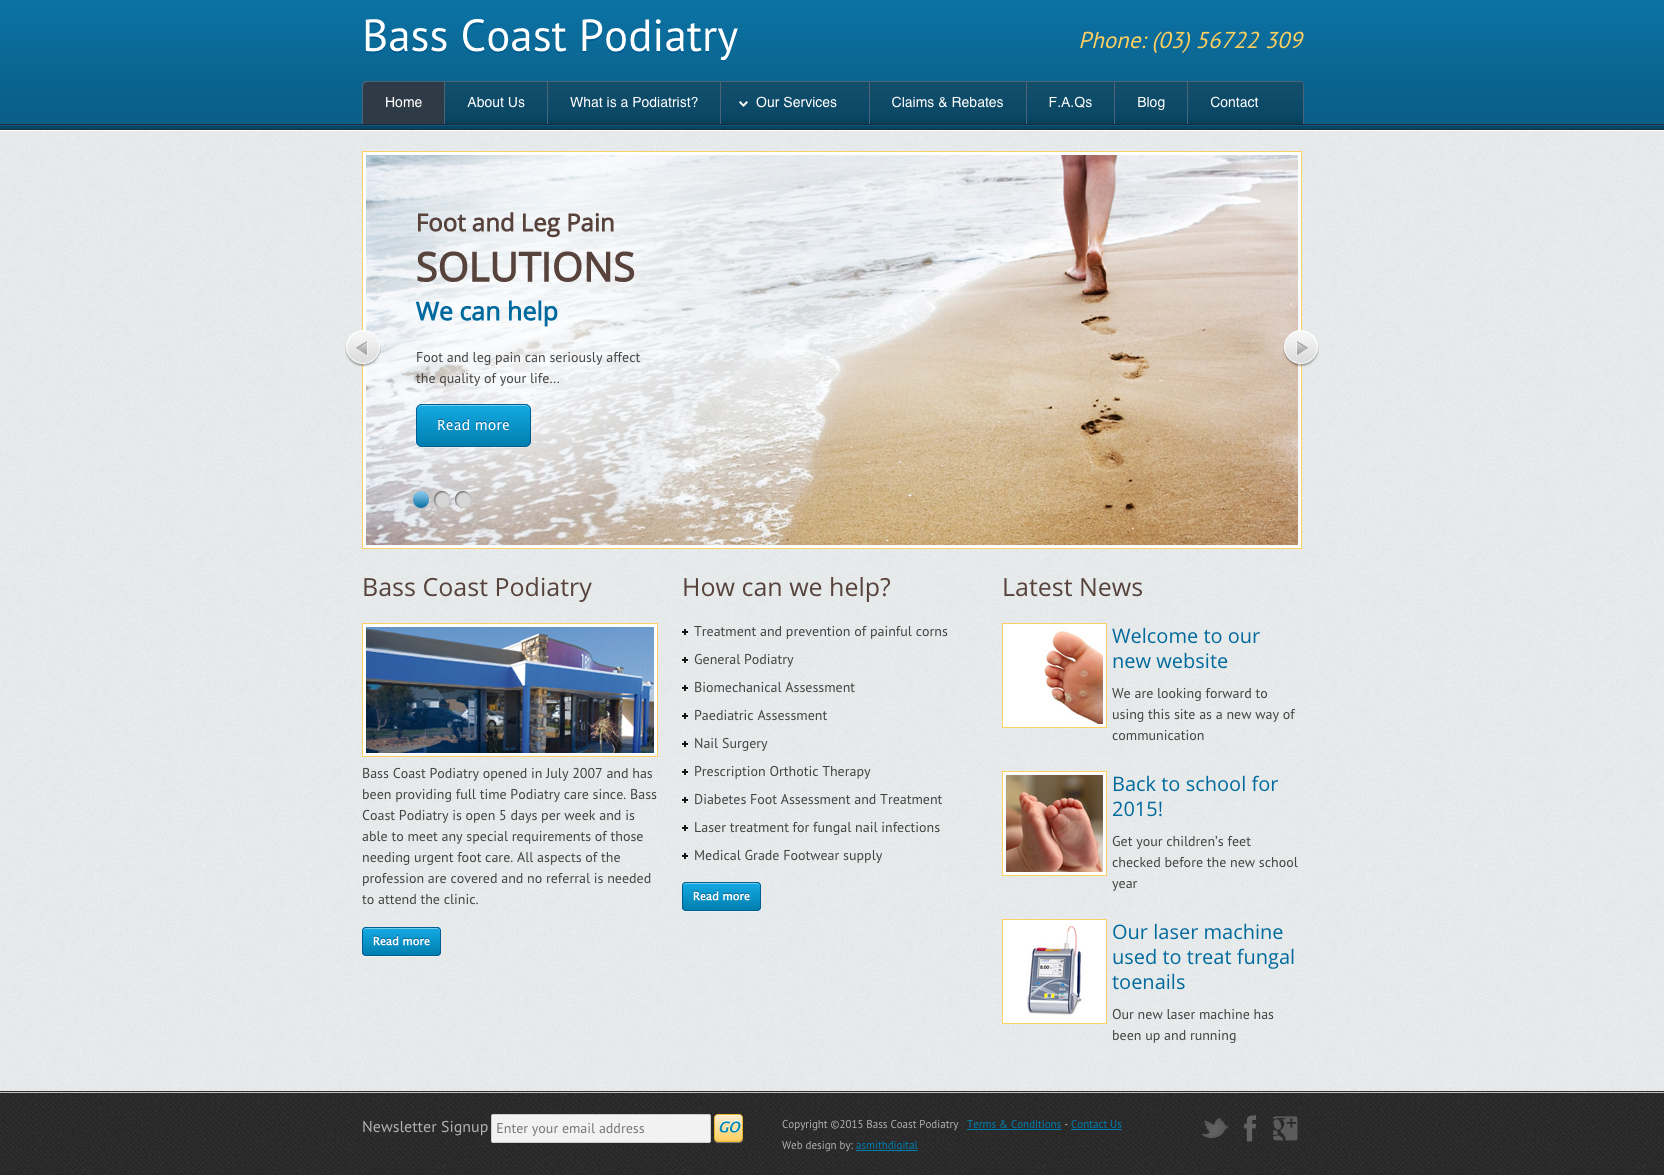 Bass Coast Podiatry
Phone: (03) 56722 309
Home
About Us
What is a Podiatrist?
Our Services
Claims & Rebates
F.A.Qs
Blog
Contact
Foot and Leg Pain
SOLUTIONS
We can help
Foot and leg pain can seriously affect
the quality of your life...
Read more
Bass Coast Podiatry
Bass Coast Podiatry opened in July 2007 and has
been providing full time Podiatry care since. Bass
Coast Podiatry is open 5 days per week and is
able to meet any special requirements of those
needing urgent foot care. All aspects of the
profession are covered and no referral is needed
to attend the clinic.
Read more
How can we help?
Treatment and prevention of painful corns
General Podiatry
Biomechanical Assessment
Paediatric Assessment
Nail Surgery
Prescription Orthotic Therapy
Diabetes Foot Assessment and Treatment
Laser treatment for fungal nail infections
Medical Grade Footwear supply
Read more
Latest News
Welcome to our
new website
We are looking forward to
using this site as a new way of
communication
Back to school for
2015!
Get your children's feet
checked before the new school
year
Our laser machine
used to treat fungal
toenails
Our new laser machine has
been up and running
Newsletter Signup
Enter your email address
GO
Copyright ©2015 Bass Coast Podiatry Terms & Conditions - Contact Us
Web design by: asmithdigital